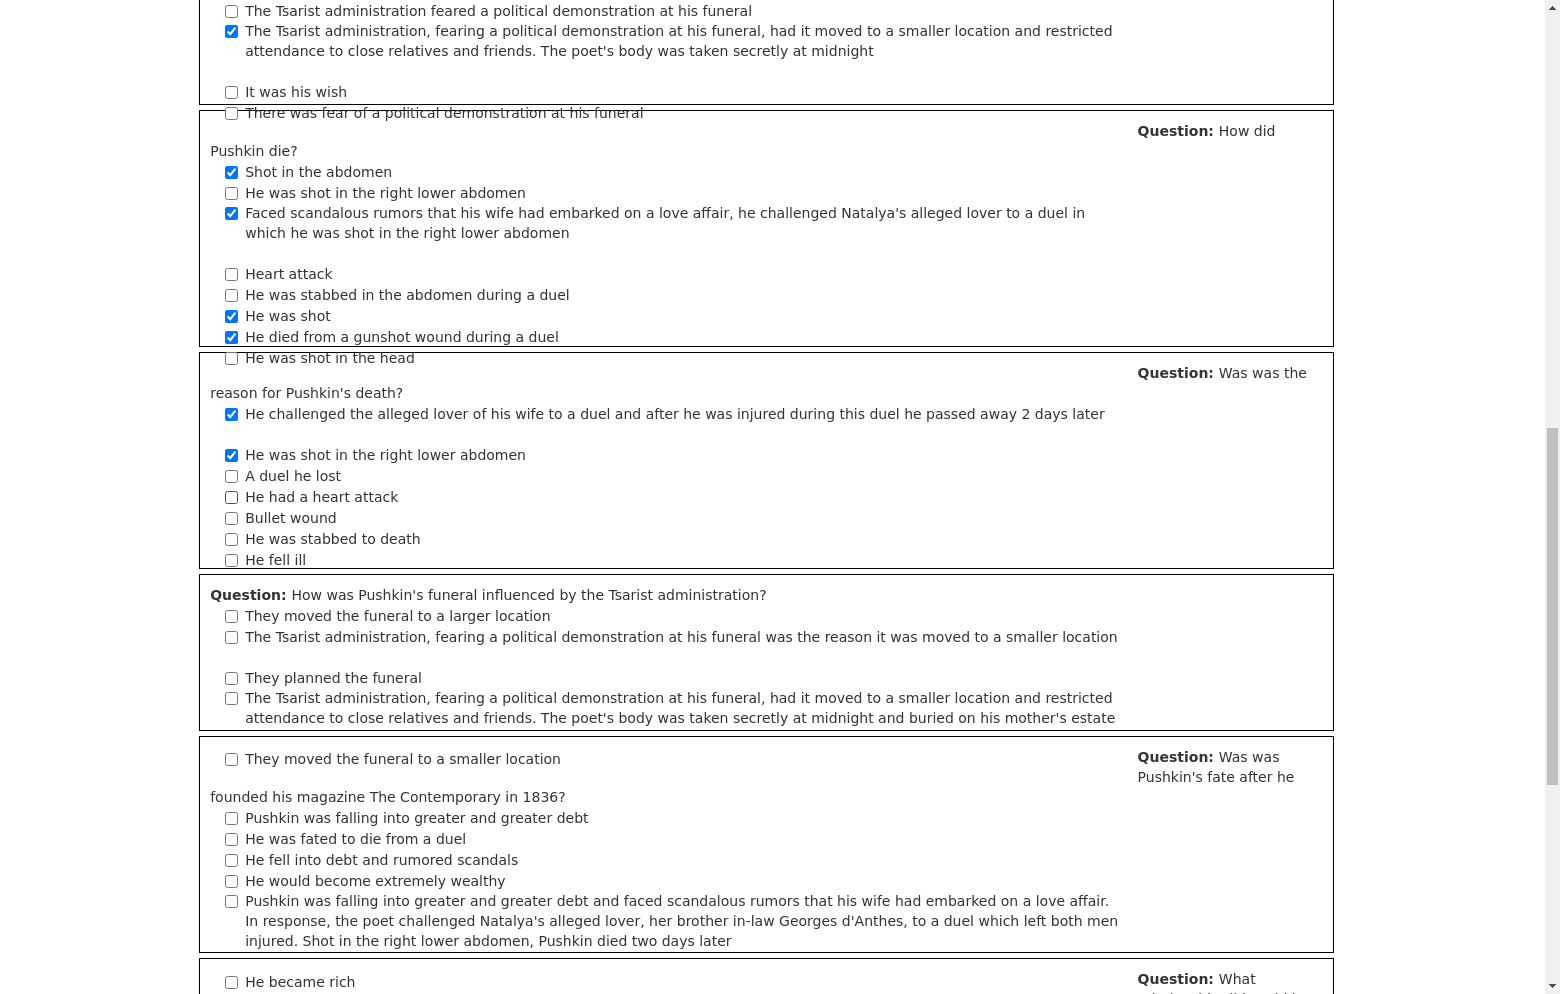 The Tsarist administration feared a political demonstration at his funeral
The Tsarist administration, fearing a political demonstration at his funeral, had it moved to a smaller location and restricted
attendance to close relatives and friends. The poet's body was taken secretly at midnight
It was his wish
There was fear of a political demonstration at his funeral
Question: How did
Pushkin die?
Shot in the abdomen
He was shot in the right lower abdomen
Faced scandalous rumors that his wife had embarked on a love affair, he challenged Natalya's alleged lover to a duel in
which he was shot in the right lower abdomen
Heart attack
He was stabbed in the abdomen during a duel
He was shot
He died from a gunshot wound during a duel
He was shot in the head
Question: Was was the
reason for Pushkin's death?
He challenged the alleged lover of his wife to a duel and after he was injured during this duel he passed away 2 days later
He was shot in the right lower abdomen
A duel he lost
He had a heart attack
Bullet wound
He was stabbed to death
He fell ill
Question: How was Pushkin's funeral influenced by the Tsarist administration?
They moved the funeral to a larger location
The Tsarist administration, fearing a political demonstration at his funeral was the reason it was moved to a smaller location
They planned the funeral
The Tsarist administration, fearing a political demonstration at his funeral, had it moved to a smaller location and restricted
attendance to close relatives and friends. The poet's body was taken secretly at midnight and buried on his mother's estate
They moved the funeral to a smaller location
Question: Was was
Pushkin's fate after he
founded his magazine The Contemporary in 1836?
Pushkin was falling into greater and greater debt
He was fated to die from a duel
He fell into debt and rumored scandals
He would become extremely wealthy
Pushkin was falling into greater and greater debt and faced scandalous rumors that his wife had embarked on a love affair.
In response, the poet challenged Natalya's alleged lover, her brother in-law Georges d'Anthes, to a duel which left both men
injured. Shot in the right lower abdomen, Pushkin died two days later
He became rich
Question: What